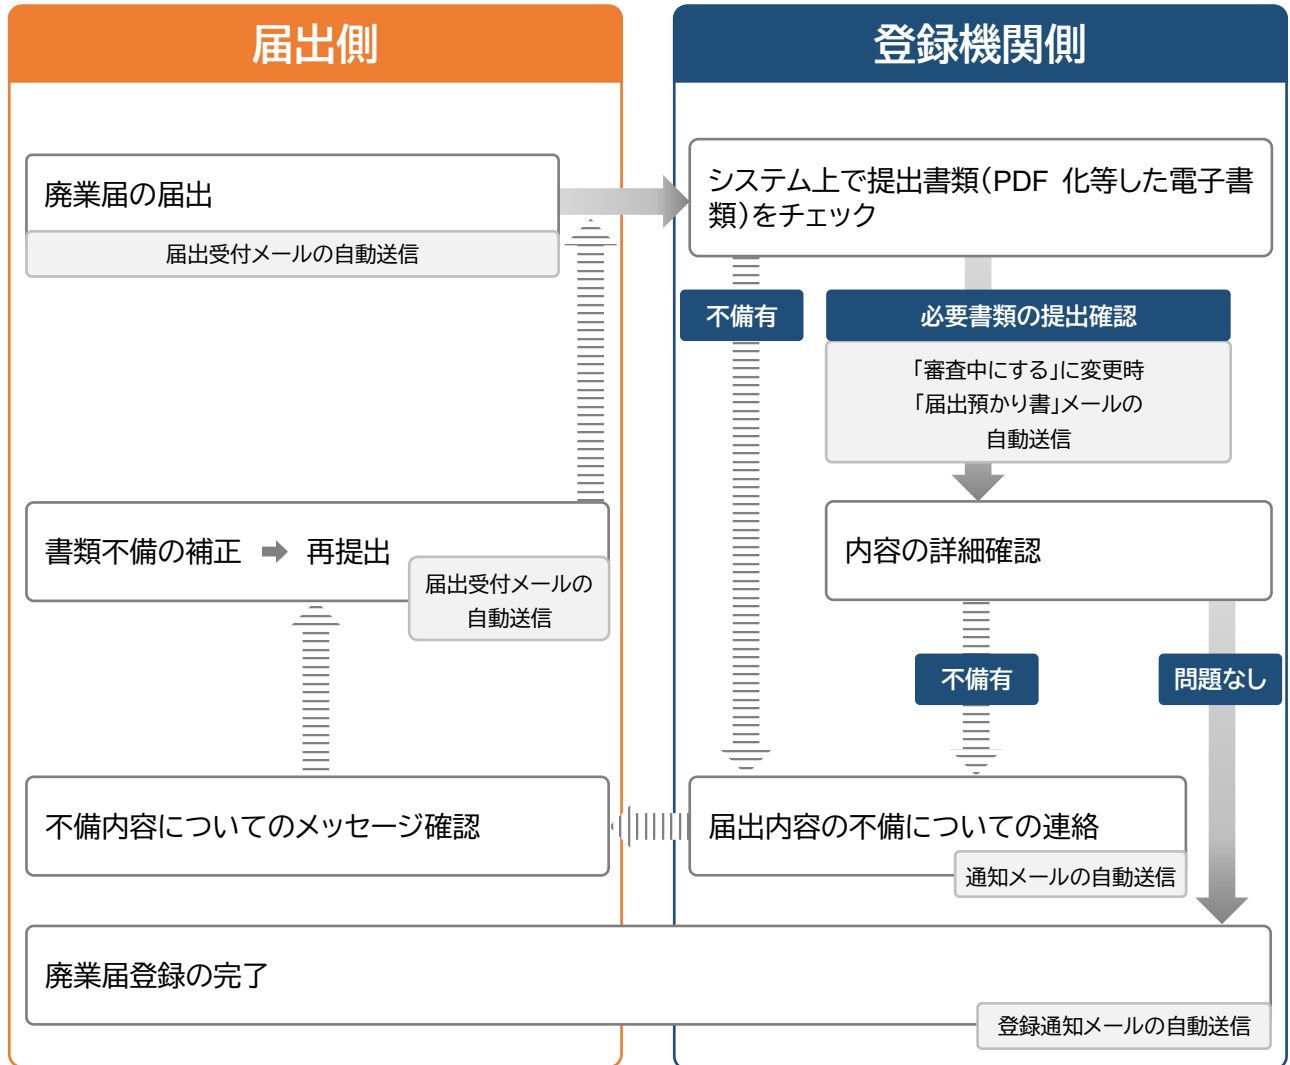 届出側
登録機関側
廃業届の届出
届出受付メールの自動送信
システム上で提出書類(PDF 化等した電子書
類)をチェック
不備有
必要書類の提出確認
「審査中にする」に変更時
「届出預かり書」メールの
自動送信
書類不備の補正 ➡ 再提出
届出受付メールの
自動送信
内容の詳細確認
不備有
問題なし
不備内容についてのメッセージ確認
届出内容の不備についての連絡
通知メールの自動送信
廃業届登録の完了
登録通知メールの自動送信